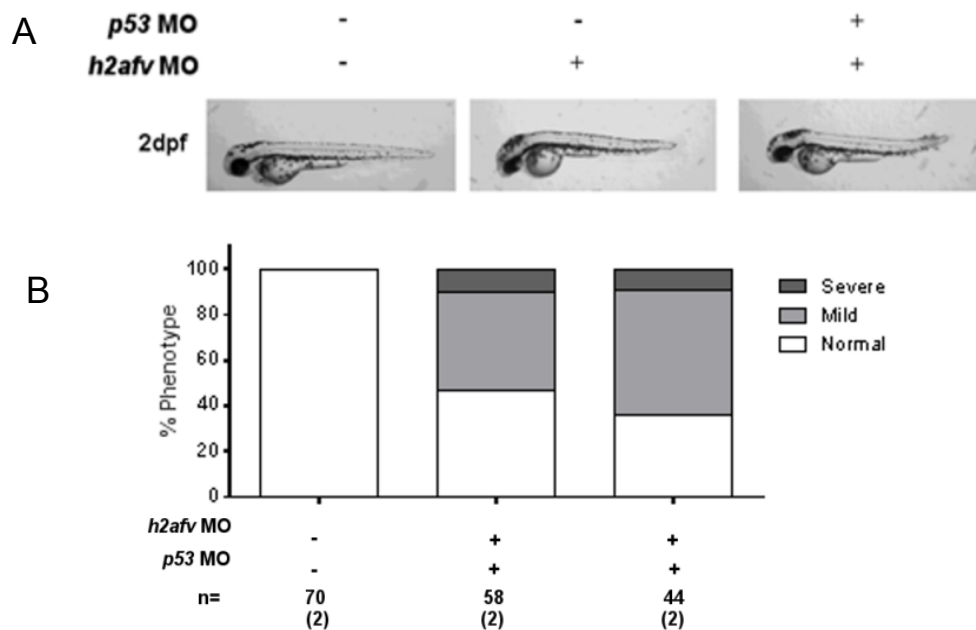 A
p53 MO - - +
h2afv MO - + +
2dpf
B
100
80
60
40
20
0
% Phenotype
Severe
Mild
Normal
h2afv MO - + +
p53 MO - + +
n= 70 58 44
(2) (2) (2)